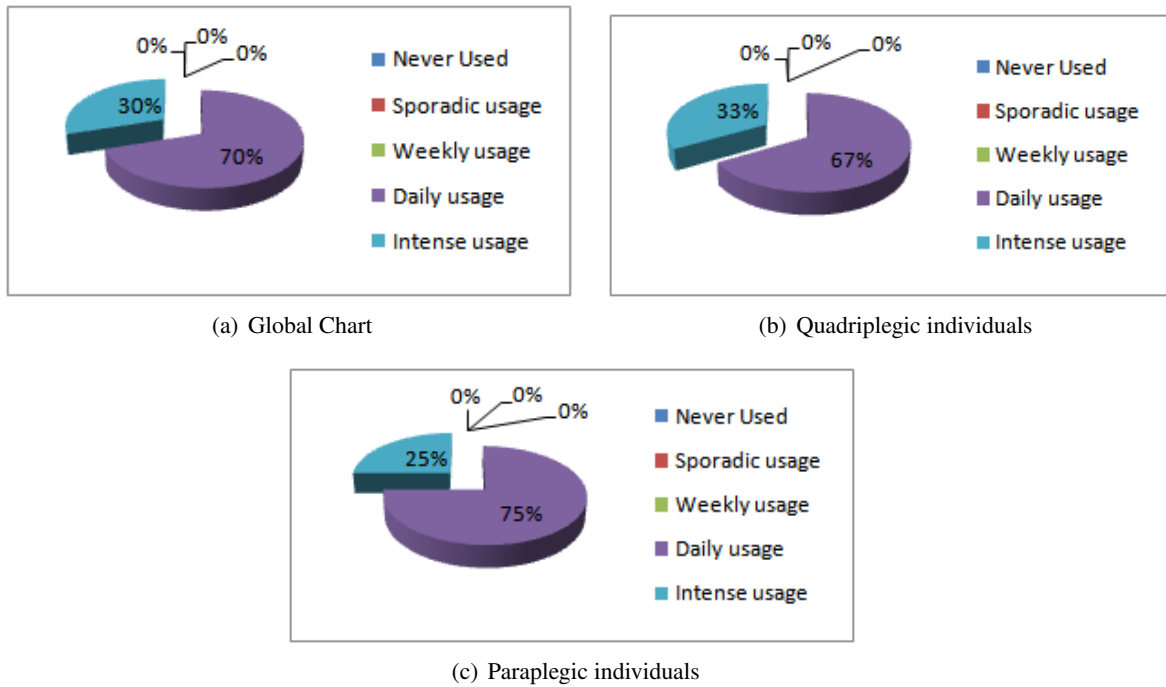 0%
0%
0%
30%
70%
Never Used
Sporadic usage
Weekly usage
Daily usage
Intense usage
(a) Global Chart
0%
0%
0%
33%
67%
Never Used
Sporadic usage
Weekly usage
Daily usage
Intense usage
(b) Quadriplegic individuals
0%
0%
0%
25%
75%
Never Used
Sporadic usage
Weekly usage
Daily usage
Intense usage
(c) Paraplegic individuals